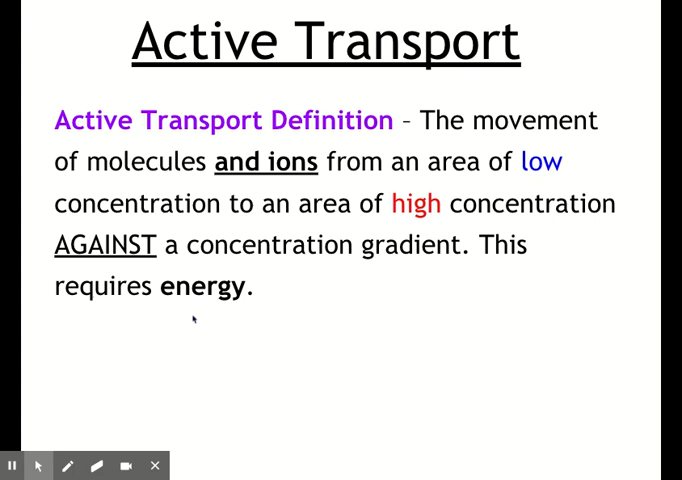 Active Transport
Active Transport Definition – The movement
of molecules and ions from an area of low
concentration to an area of high concentration
AGAINST a concentration gradient. This
requires energy.